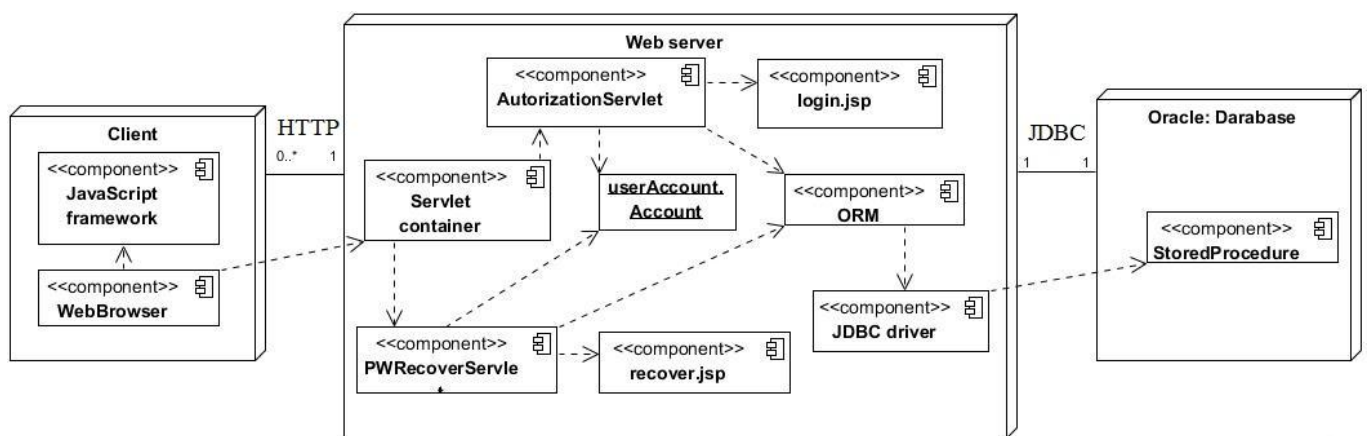 Web server
<<component>>
AutorizationServlet
<<component>>
login.jsp
Client
HTTP
0..* 1
<<component>>
JavaScript
framework
<<component>>
WebBrowser
<<component>>
Servlet
container
userAccount.
Account
<<component>>
ORM
<<component>>
JDBC driver
<<component>>
PWRecoverServle
t
<<component>>
recover.jsp
JDBC
1 1
Oracle: Darabase
<<component>>
StoredProcedure